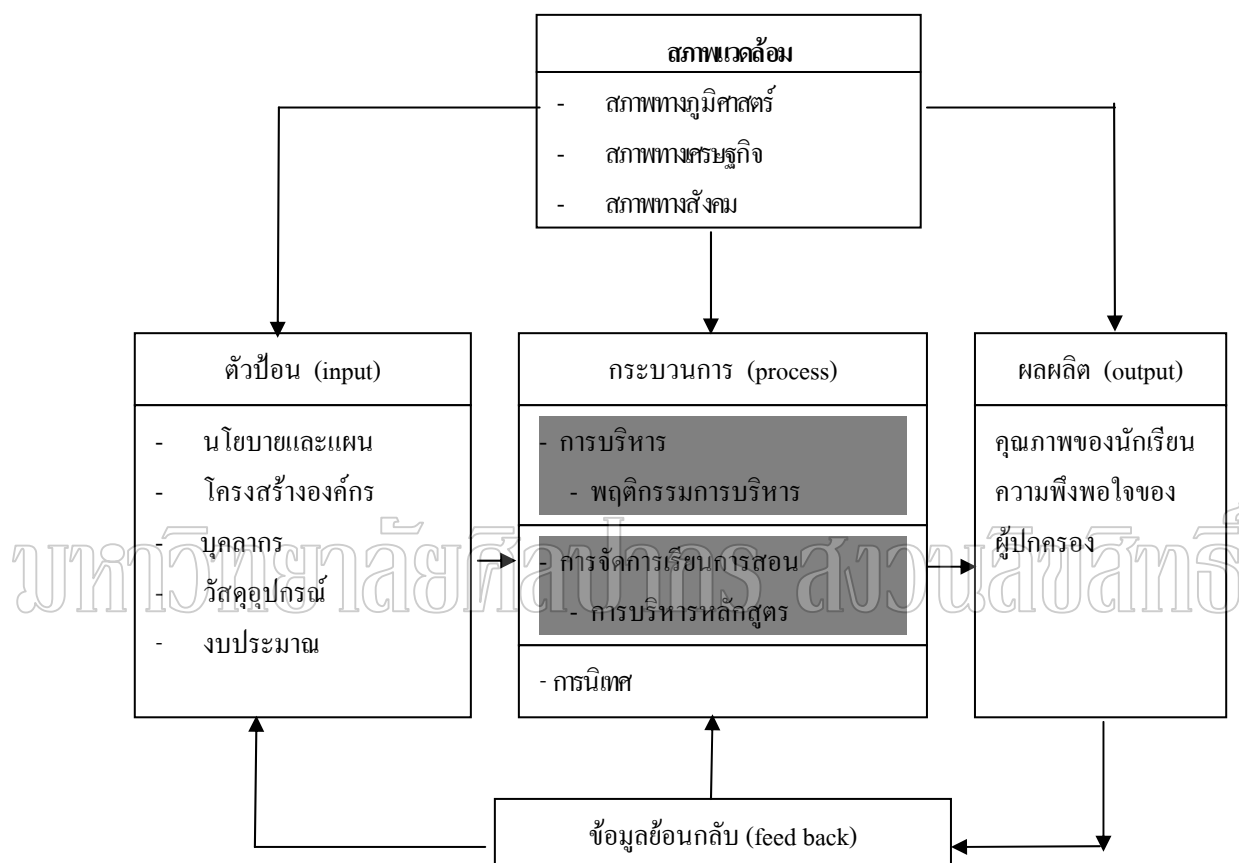 สภาพแวดล้อม
- สภาพทางภูมิศาสตร์
- สภาพทางเศรษฐกิจ
- สภาพทางสังคม
ตัวป้อน (input)
- นโยบายและแผน
- โครงสร้างองค์กร
- บุคลากร
- วัสดุอุปกรณ์
- งบประมาณ
กระบวนการ (process)
- การบริหาร
- พฤติกรรมการบริหาร
- การจัดการเรียนการสอน
- การบริหารหลักสูตร
- การนิเทศ
ผลผลิต (output)
คุณภาพของนักเรียน
ความพึงพอใจของ
ผู้ปกครอง
มหาวิทยาลัยศิลปากร สงวนลิขสิทธิ์
ข้อมูลย้อนกลับ (feed back)